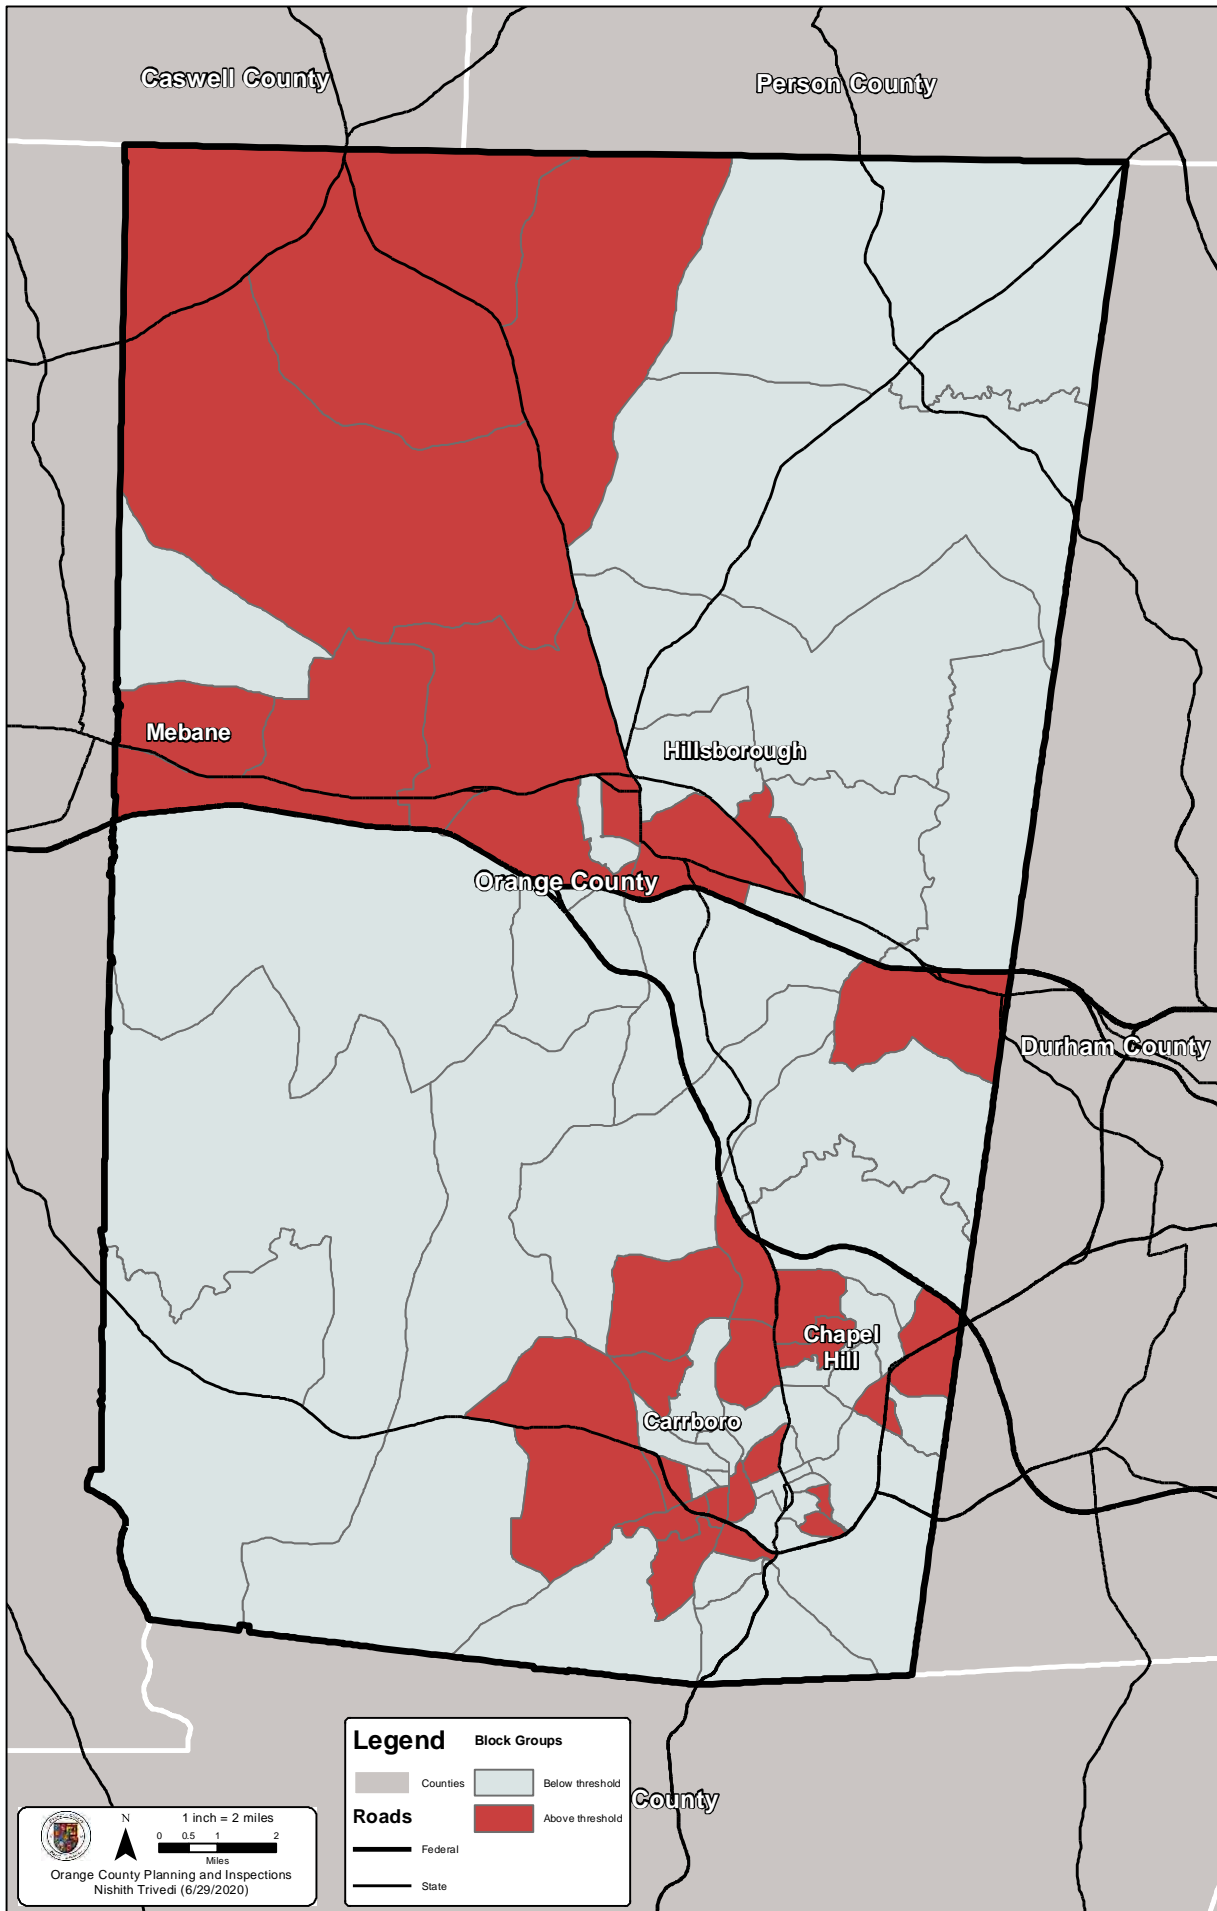 Caswell County
Person County
Mebane
Hillsborough
Orange County
Durham County
Chapel
Hill
Carrboro
County
Legend
Block Groups
Counties
Below threshold
Roads
Above threshold
Federal
State
N
1 inch = 2 miles
0 0.5 1 2
Miles
Orange County Planning and Inspections
Nishith Trivedi (6/29/2020)